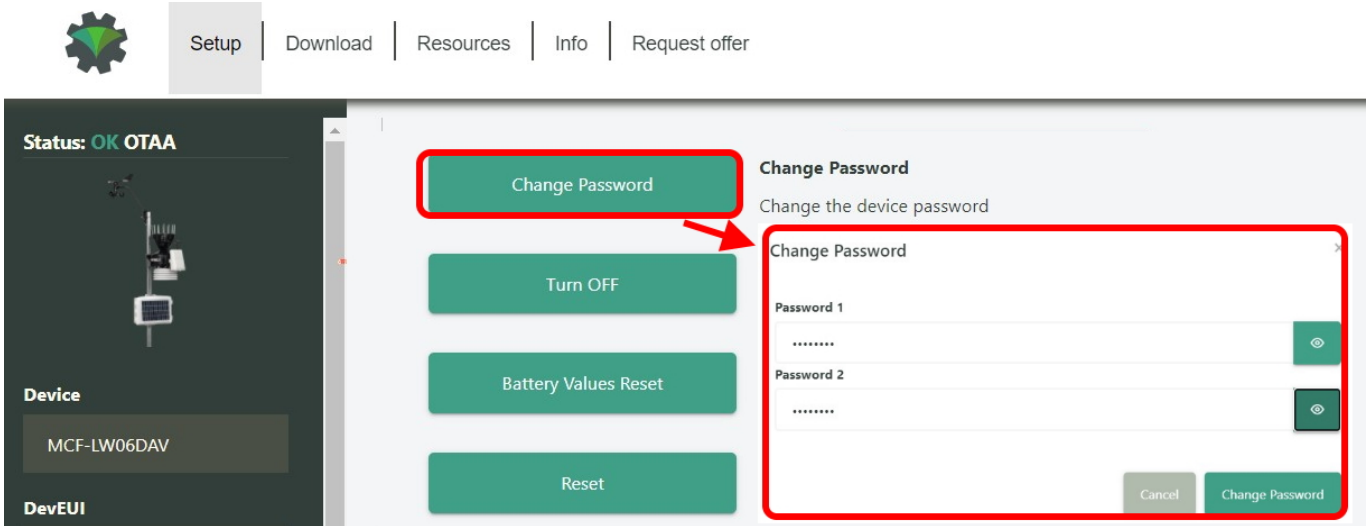 Setup
Download
Resources
Info
Request offer
Status: OK OTAA
Device
MCF-LW06DAV
DevEUI
Change Password
Turn OFF
Battery Values Reset
Reset
Change Password
Change the device password
Change Password
×
Password 1
••••••••
Password 2
••••••••
Cancel
Change Password